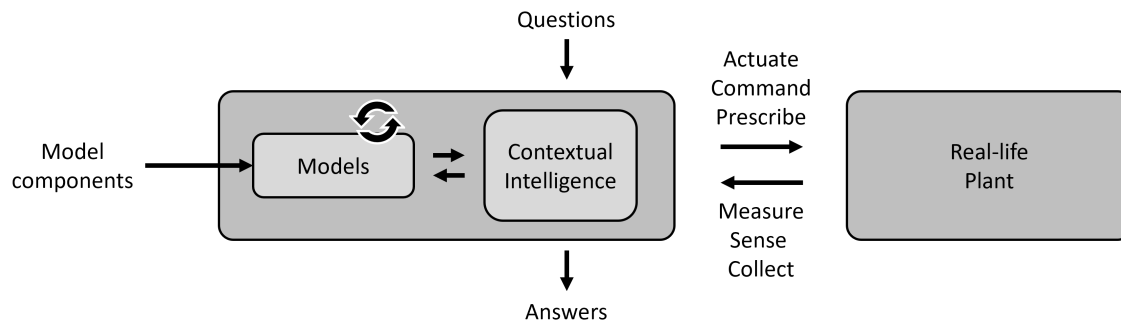 Questions
Model
components
Models
Contextual
Intelligence
Answers
Actuate
Command
Prescribe
Measure
Sense
Collect
Real-life
Plant